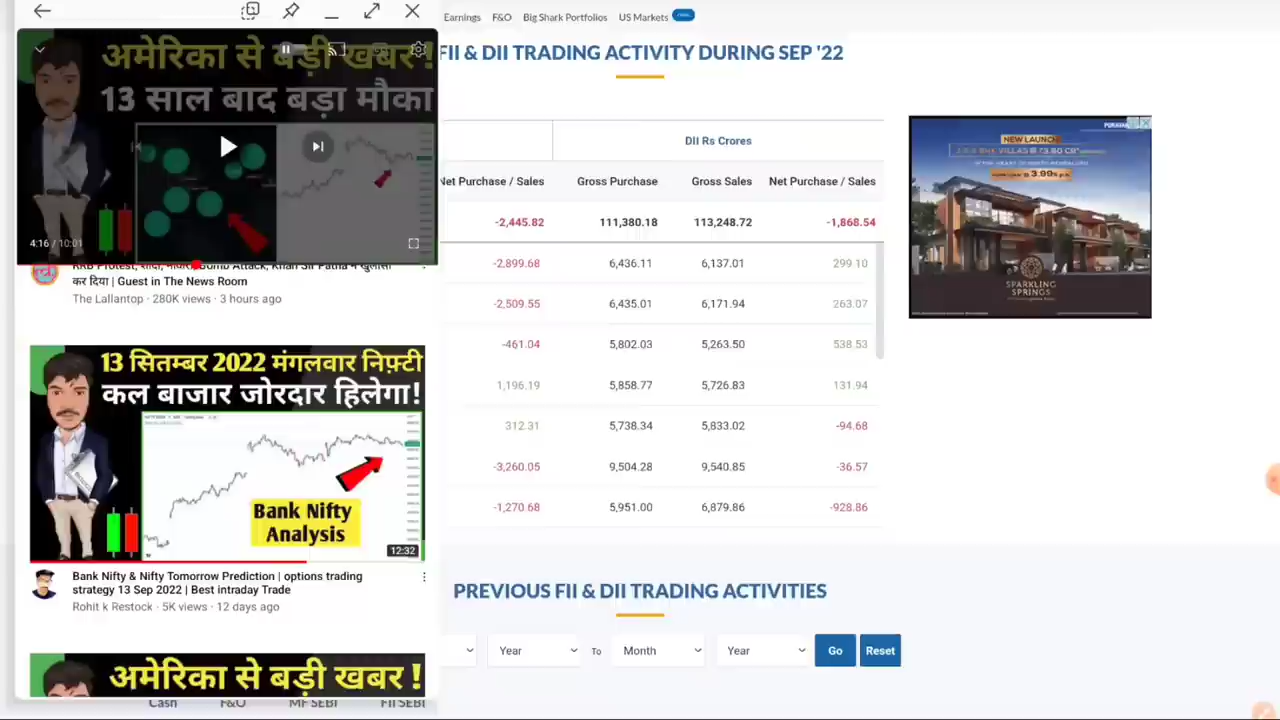 Earnings F&O Big Shark Portfolios US Markets
FII & DII TRADING ACTIVITY DURING SEP '22
अमेरिका से बड़ी खबर!
13 साल बाद बड़ा मौका
4:16 / 10:01
कर दिया | Guest in The News Room
The Lallantop · 280K views · 3 hours ago
13 सितम्बर 2022 मंगलवार निफ़्टी
कल बाजार जोरदार हिलेगा!
Bank Nifty
Analysis
12:32
Bank Nifty & Nifty Tomorrow Prediction | options trading
strategy 13 Sep 2022 | Best intraday Trade
Rohit k Restock · 5K views · 12 days ago
अमेरिका से बड़ी खबर!
Cash F&O MF SEBI FII SEBI
DII Rs Crores
Net Purchase / Sales Gross Purchase Gross Sales Net Purchase / Sales
-2,445.82 111,380.18 113,248.72 -1,868.54
-2,899.68 6,436.11 6,137.01 299.10
-2,509.55 6,435.01 6,171.94 263.07
-461.04 5,802.03 5,263.50 538.53
1,196.19 5,858.77 5,726.83 131.94
312.31 5,738.34 5,833.02 -94.68
-3,260.05 9,504.28 9,540.85 -36.57
-1,270.68 5,951.00 6,879.86 -928.86
PREVIOUS FII & DII TRADING ACTIVITIES
Year To Month Year Go Reset
NEW LAUNCH
SPARKLING
SPRINGS